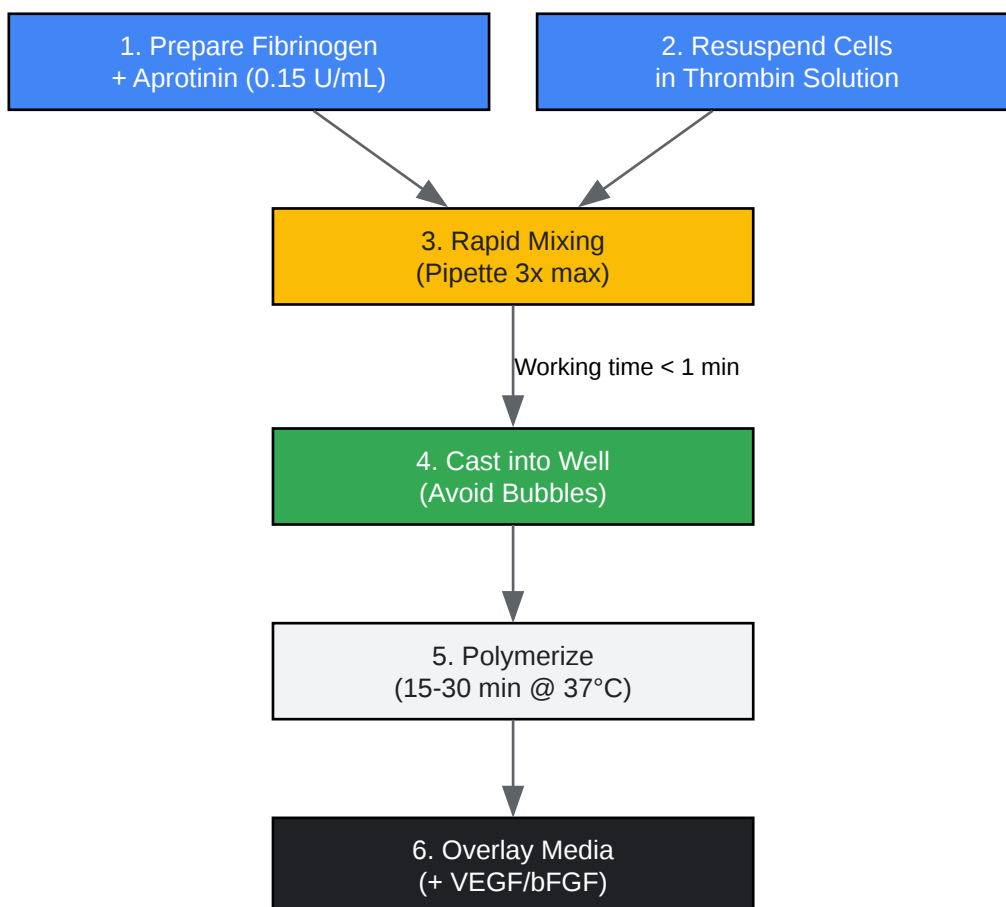 1. Prepare Fibrinogen
+ Aprotinin (0.15 U/mL)
2. Resuspend Cells
in Thrombin Solution
3. Rapid Mixing
(Pipette 3x max)
Working time < 1 min
4. Cast into Well
(Avoid Bubbles)
5. Polymerize
(15-30 min @ 37°C)
6. Overlay Media
(+ VEGF/bFGF)